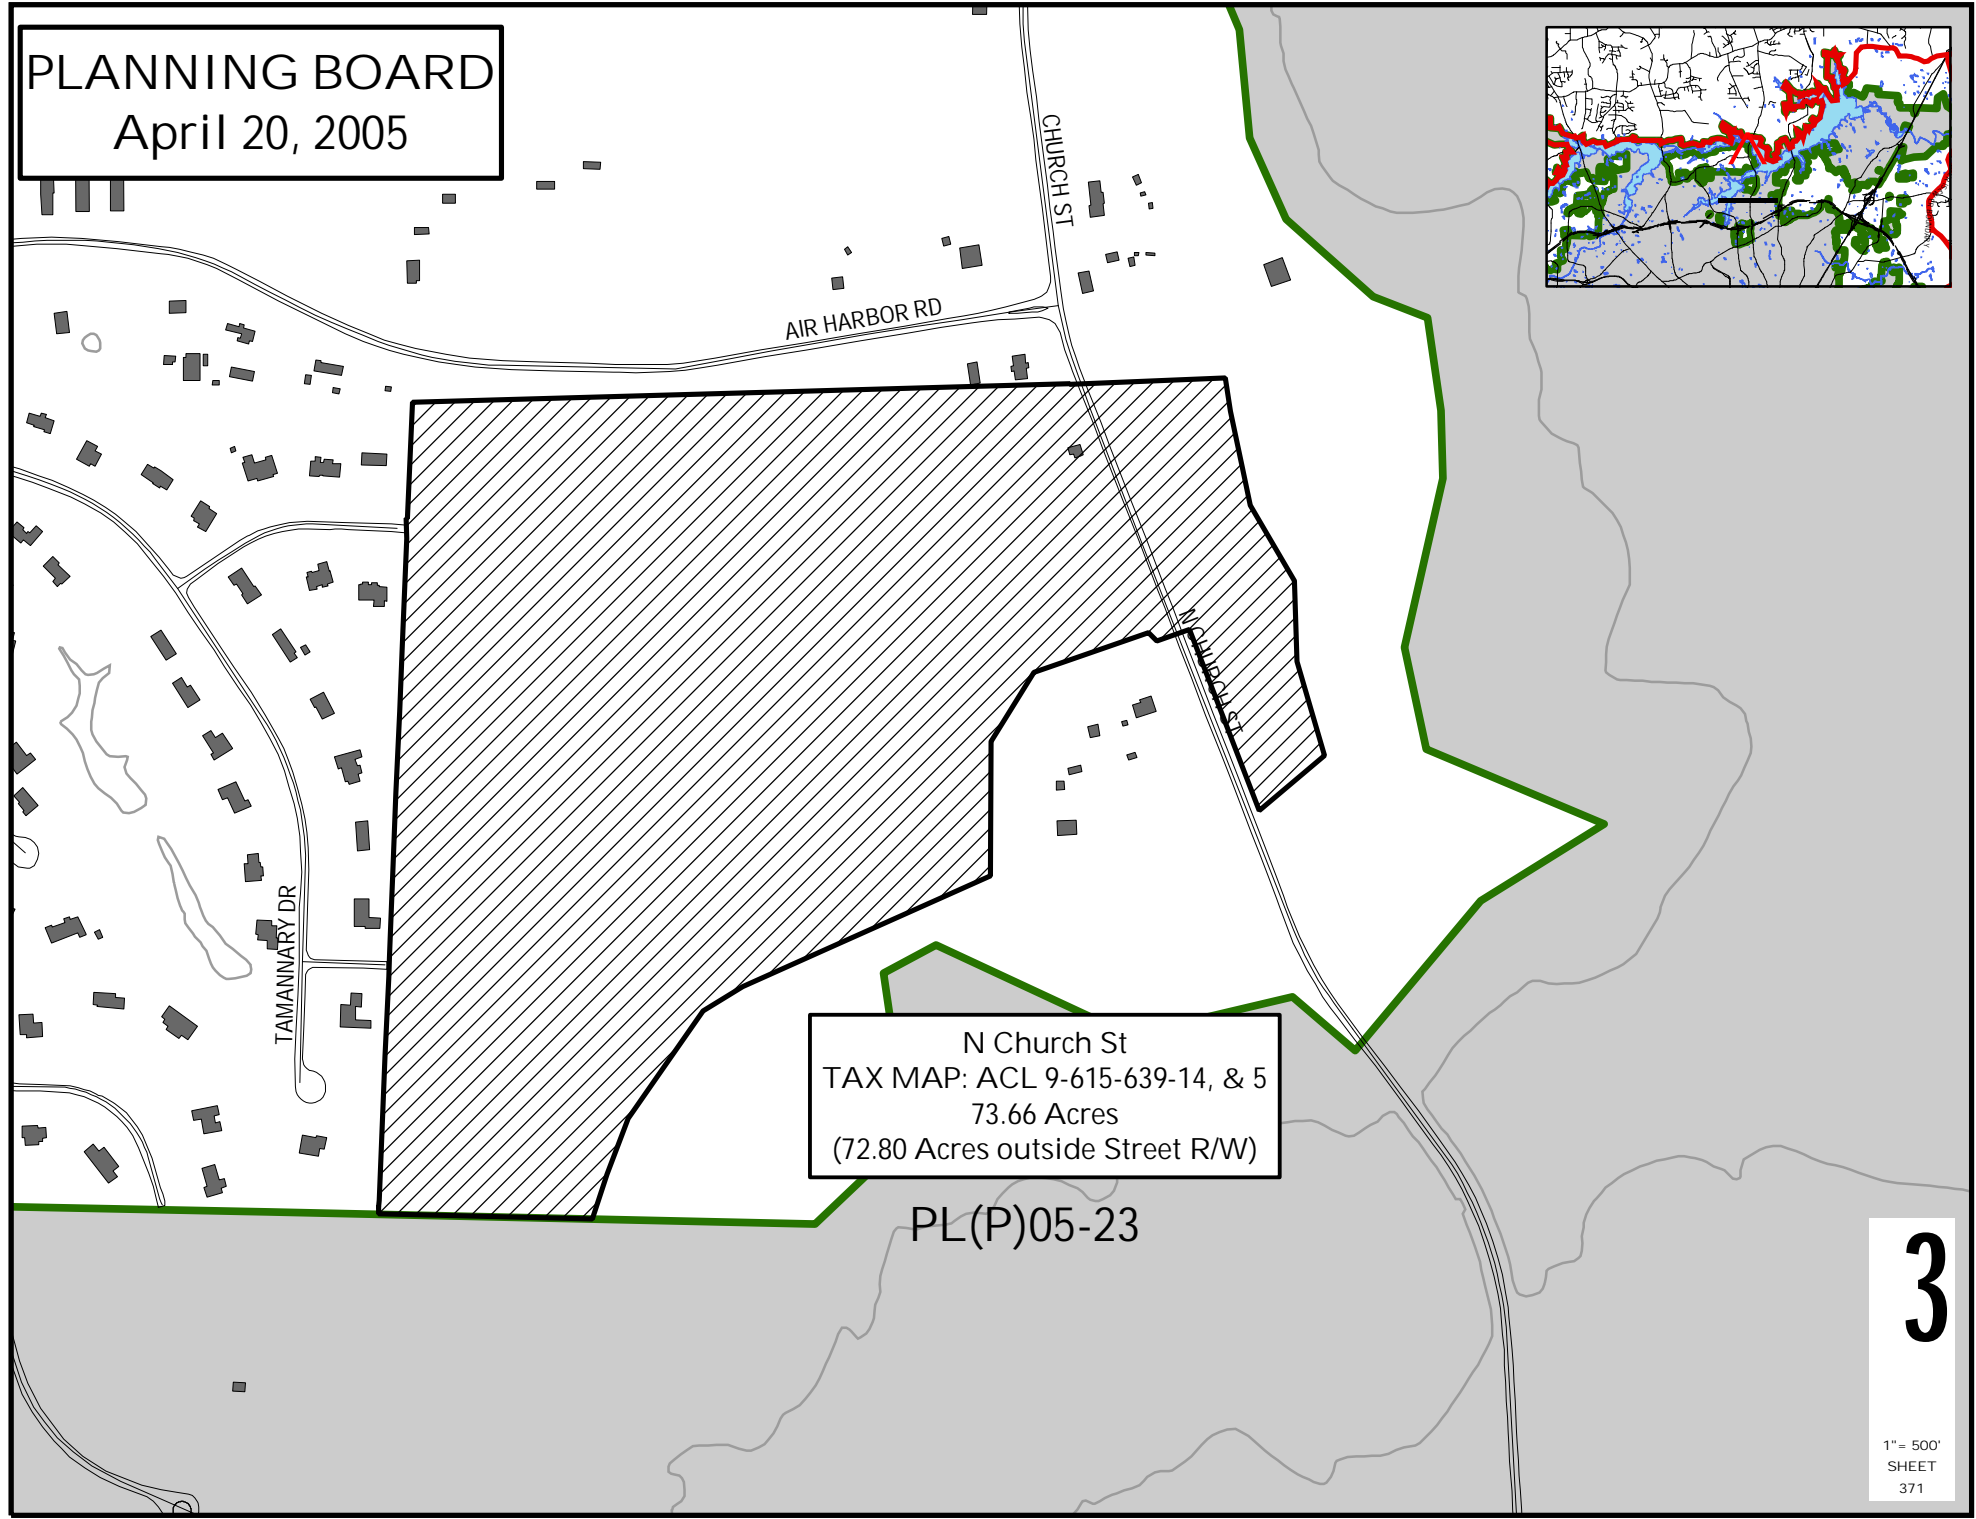 PLANNING BOARD
April 20, 2005
CHURCH ST
AIR HARBOR RD
N CHURCH ST
TAMANNARY DR
N Church St
TAX MAP: ACL 9-615-639-14, & 5
73.66 Acres
(72.80 Acres outside Street R/W)
PL(P)05-23
3
1"= 500'
SHEET
371